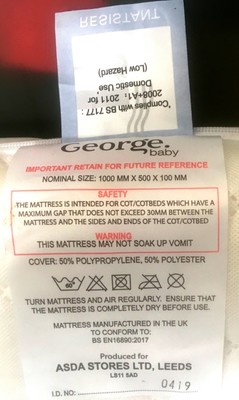 RESISTANT
"Complies with BS 7177 :
2008+A1: 2011 for
Domestic Use"
(Low Hazard)
George.
baby
IMPORTANT RETAIN FOR FUTURE REFERENCE
NOMINAL SIZE: 1000 MM X 500 X 100 MM
SAFETY
THE MATTRESS IS INTENDED FOR COT/COTBEDS WHICH HAVE A
MAXIMUM GAP THAT DOES NOT EXCEED 30MM BETWEEN THE
MATTRESS AND THE SIDES AND ENDS OF THE COT/COTBED
WARNING
THIS MATTRESS MAY NOT SOAK UP VOMIT
COVER: 50% POLYPROPYLENE, 50% POLYESTER
TURN MATTRESS AND AIR REGULARLY. ENSURE THAT
THE MATTRESS IS COMPLETELY DRY BEFORE USE.
MATTRESS MANUFACTURED IN THE UK
TO CONFORM TO:
BS EN16890:2017
Produced for
ASDA STORES LTD, LEEDS
LS11 5AD
I.D. NO.
0419